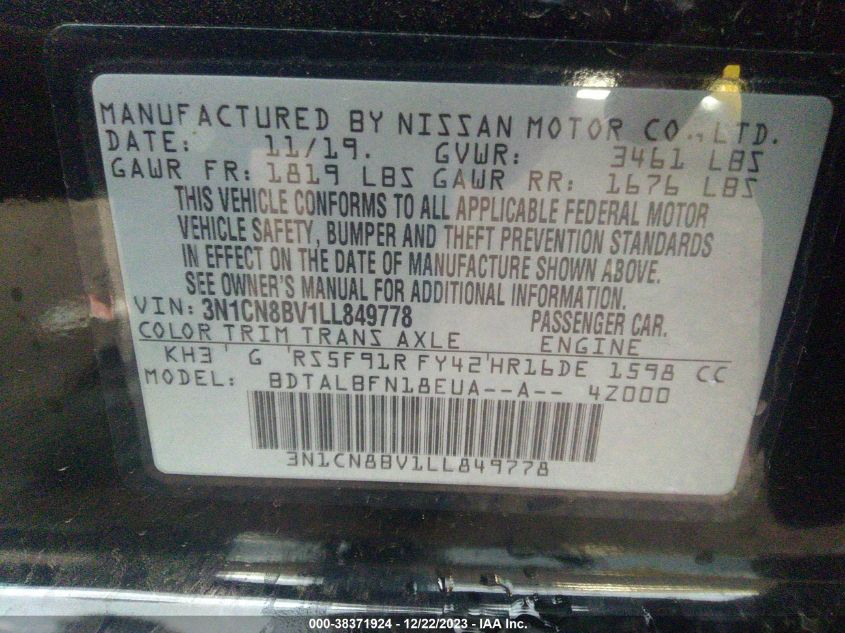 MANUFACTURED BY NISSAN MOTOR CO., LTD.
DATE: 11/19. GVWR: 3461 LBS
GAWR FR: 1819 LBS GAWR RR: 1676 LBS
THIS VEHICLE CONFORMS TO ALL APPLICABLE FEDERAL MOTOR
VEHICLE SAFETY, BUMPER AND THEFT PREVENTION STANDARDS
IN EFFECT ON THE DATE OF MANUFACTURE SHOWN ABOVE.
SEE OWNER'S MANUAL FOR ADDITIONAL INFORMATION.
VIN: 3N1CN8BV1LL849778 PASSENGER CAR.
COLOR TRIM TRANS AXLE ENGINE
KH3 G RS5F91R FY42 HR16DE 1598 CC
MODEL: BDTALBFN18EUA--A-- 4Z000
3N1CN8BV1LL849778
000-38371924 / 12/22/2023 / IAA Inc.